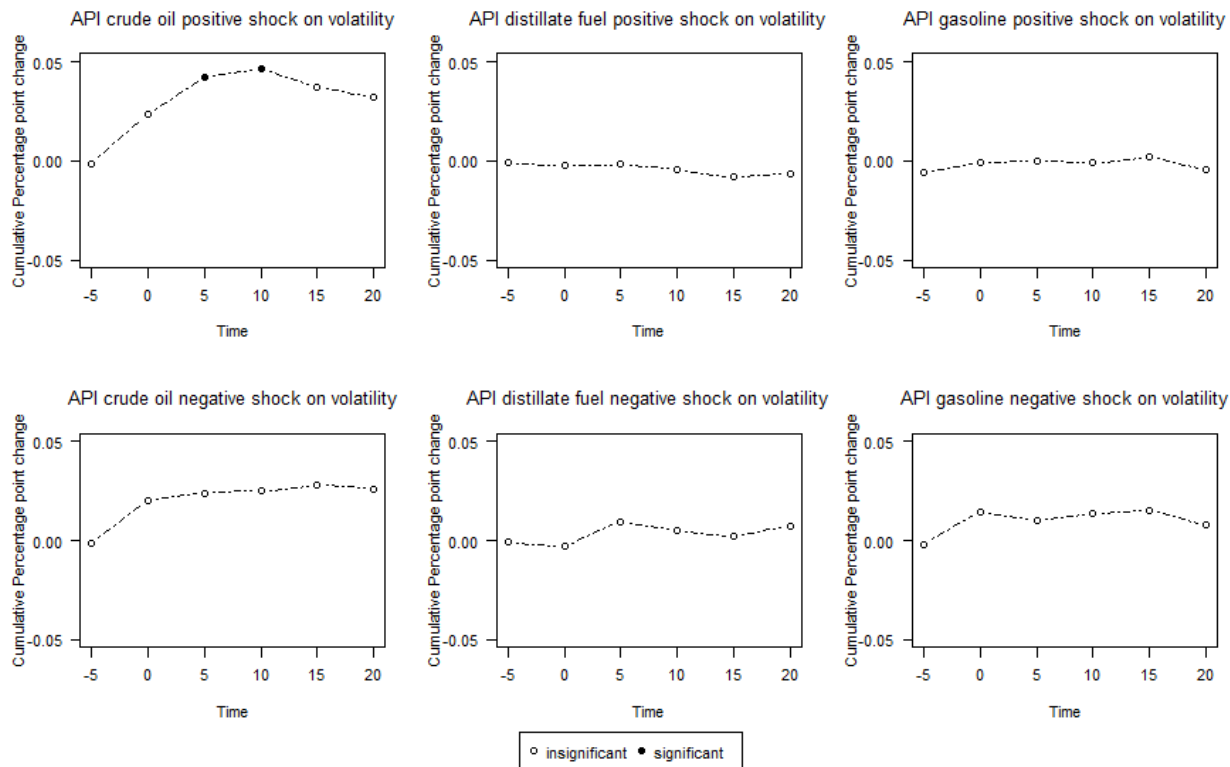 API crude oil positive shock on volatility
Cumulative Percentage point change
0.05
0.00
-0.05
-5 0 5 10 15 20
Time
API distillate fuel positive shock on volatility
Cumulative Percentage point change
0.05
0.00
-0.05
-5 0 5 10 15 20
Time
API gasoline positive shock on volatility
Cumulative Percentage point change
0.05
0.00
-0.05
-5 0 5 10 15 20
Time
API crude oil negative shock on volatility
Cumulative Percentage point change
0.05
0.00
-0.05
-5 0 5 10 15 20
Time
API distillate fuel negative shock on volatility
Cumulative Percentage point change
0.05
0.00
-0.05
-5 0 5 10 15 20
Time
API gasoline negative shock on volatility
Cumulative Percentage point change
0.05
0.00
-0.05
-5 0 5 10 15 20
Time
insignificant significant